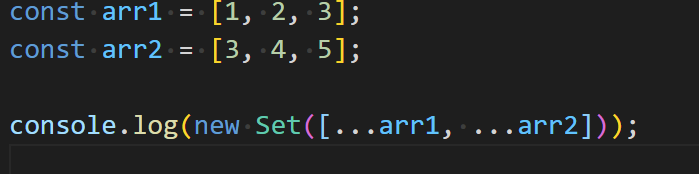 const arr1 = [1, 2, 3];
const arr2 = [3, 4, 5];
console.log(new Set([...arr1, ...arr2]));